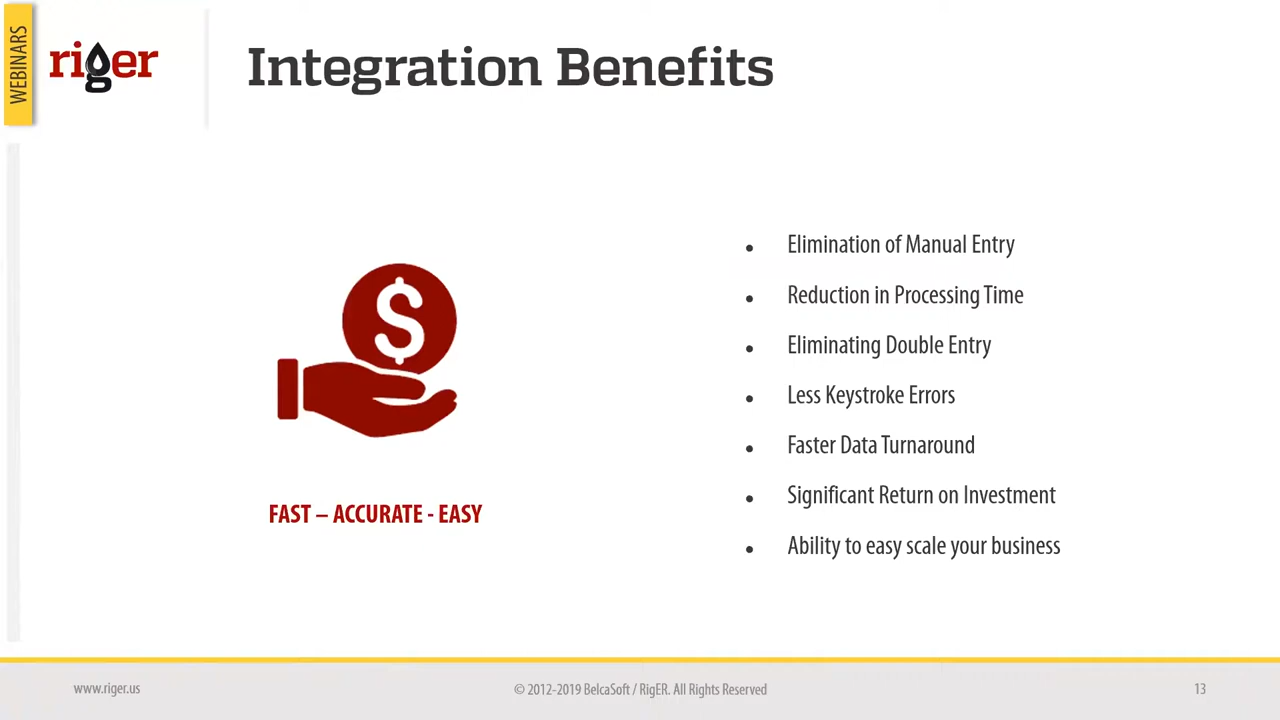 WEBINARS
riger
Integration Benefits
$
FAST – ACCURATE - EASY
• Elimination of Manual Entry
• Reduction in Processing Time
• Eliminating Double Entry
• Less Keystroke Errors
• Faster Data Turnaround
• Significant Return on Investment
• Ability to easy scale your business
www.riger.us
© 2012-2019 BelcaSoft / RigER. All Rights Reserved
13